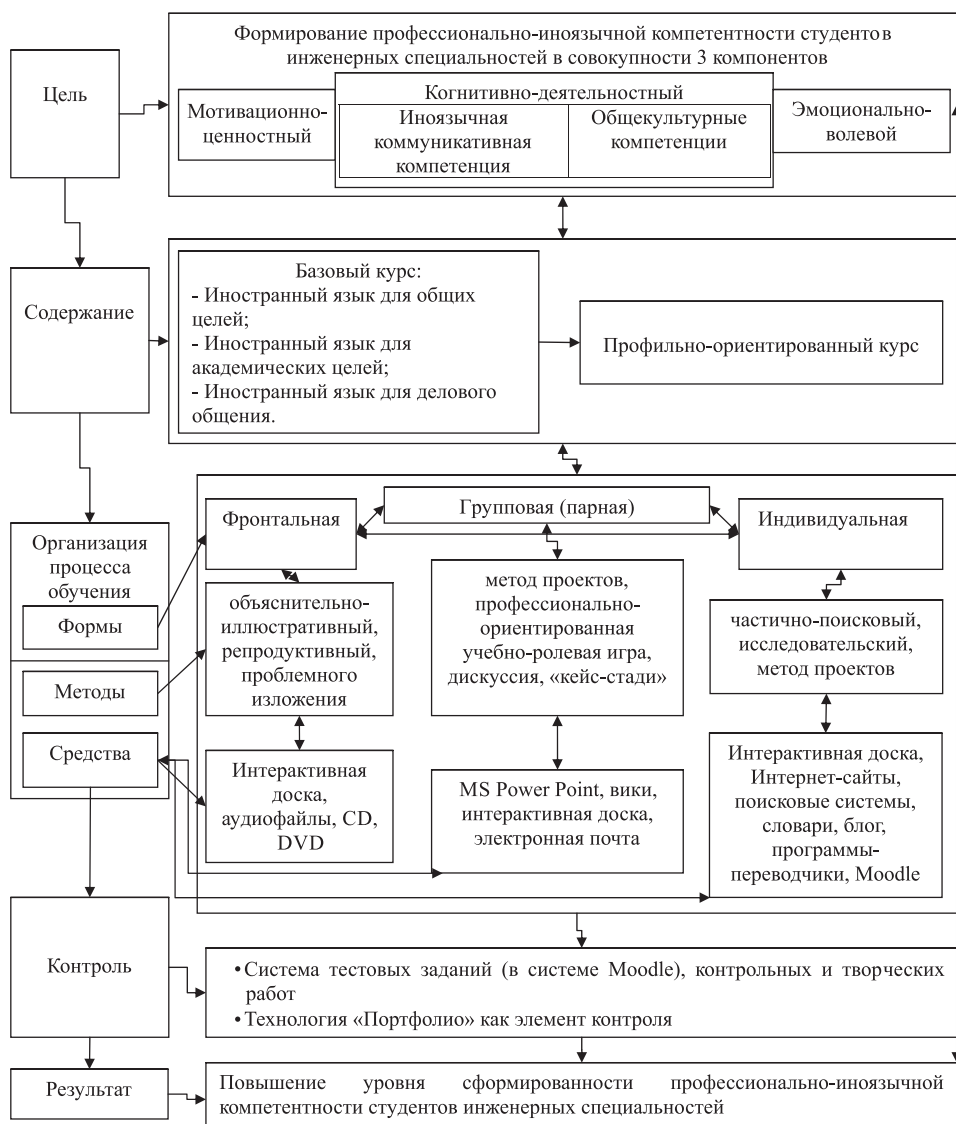 Формирование профессионально-иноязычной компетентности студентов
инженерных специальностей в совокупности 3 компонентов
Цель
Мотивационно-
ценностный
Когнитивно-деятельностный
Иноязычная
коммуникативная
компетенция
Общекультурные
компетенции
Эмоционально-
волевой
Содержание
Базовый курс:
- Иностранный язык для общих
целей;
- Иностранный язык для
академических целей;
- Иностранный язык для делового
общения.
Профильно-ориентированный курс
Организация
процесса
обучения
Формы
Методы
Средства
Фронтальная
Групповая (парная)
Индивидуальная
объяснительно-
иллюстративный,
репродуктивный,
проблемного
изложения
метод проектов,
профессионально-
ориентированная
учебно-ролевая игра,
дискуссия, «кейс-стади»
частично-поисковый,
исследовательский,
метод проектов
Интерактивная
доска,
аудиофайлы, CD,
DVD
MS Power Point, вики,
интерактивная доска,
электронная почта
Интерактивная доска,
Интернет-сайты,
поисковые системы,
словари, блог,
программы-
переводчики, Moodle
Контроль
• Система тестовых заданий (в системе Moodle), контрольных и творческих
работ
• Технология «Портфолио» как элемент контроля
Результат
Повышение уровня сформированности профессионально-иноязычной
компетентности студентов инженерных специальностей